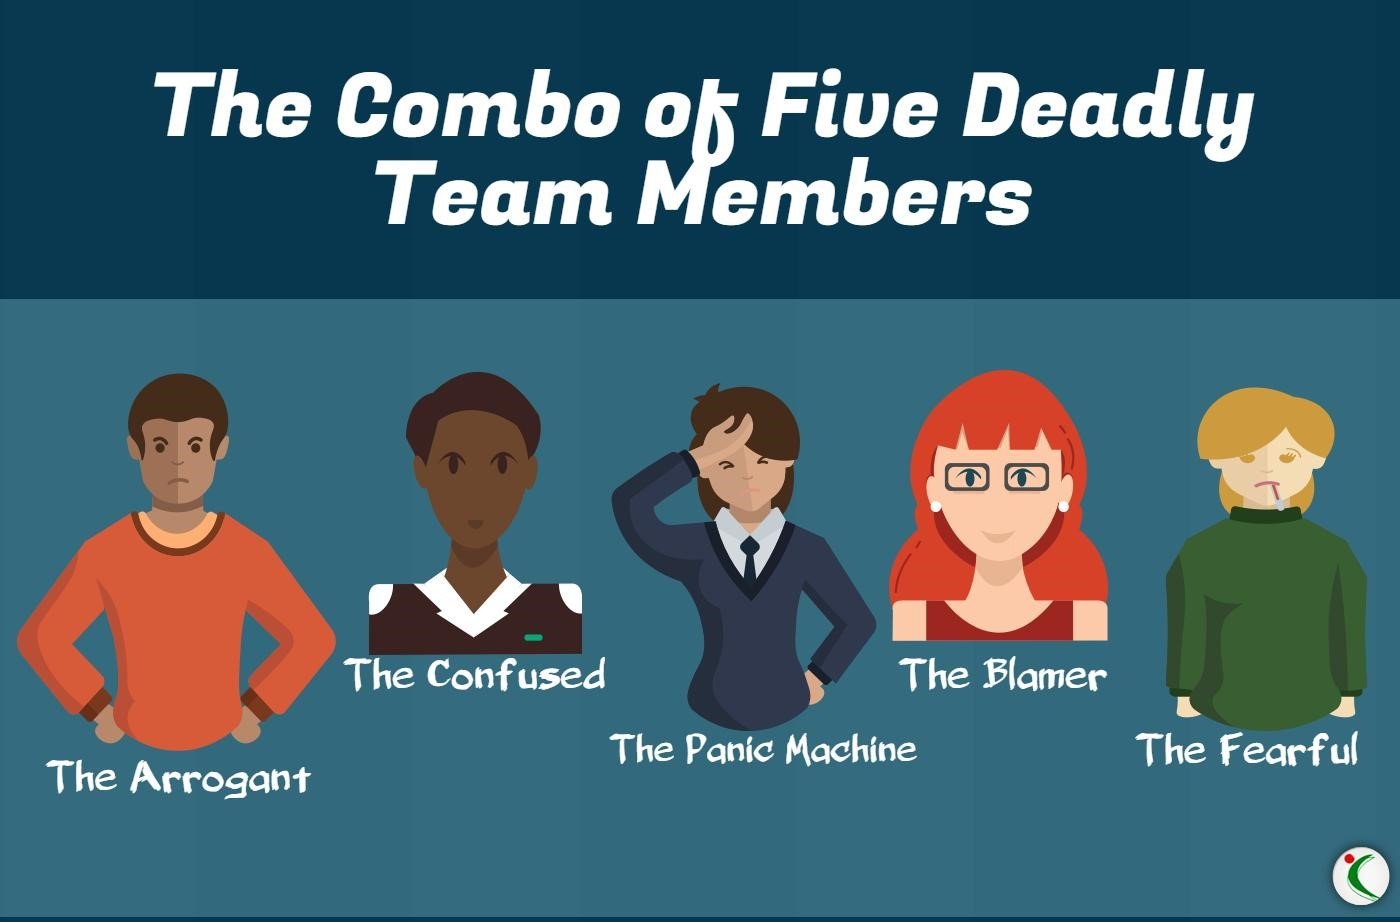 The Combo of Five Deadly
Team Members
The Arrogant
The Confused
The Panic Machine
The Blamer
The Fearful